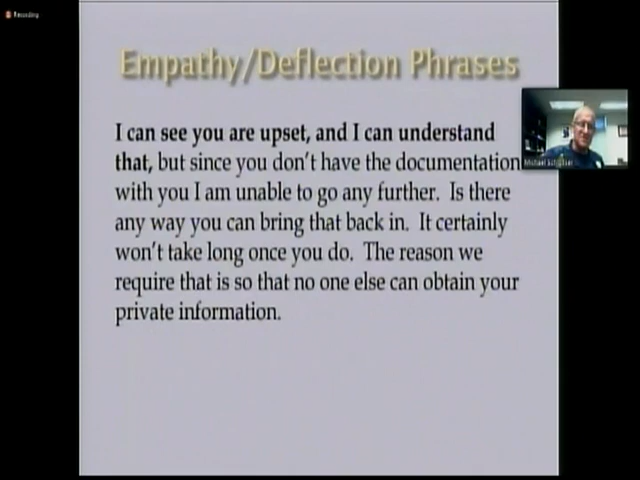 Recording
Empathy/Deflection Phrases
I can see you are upset, and I can understand
that, but since you don't have the documentation
with you I am unable to go any further.  Is there
any way you can bring that back in.  It certainly
won't take long once you do.  The reason we
require that is so that no one else can obtain your
private information.
Michael